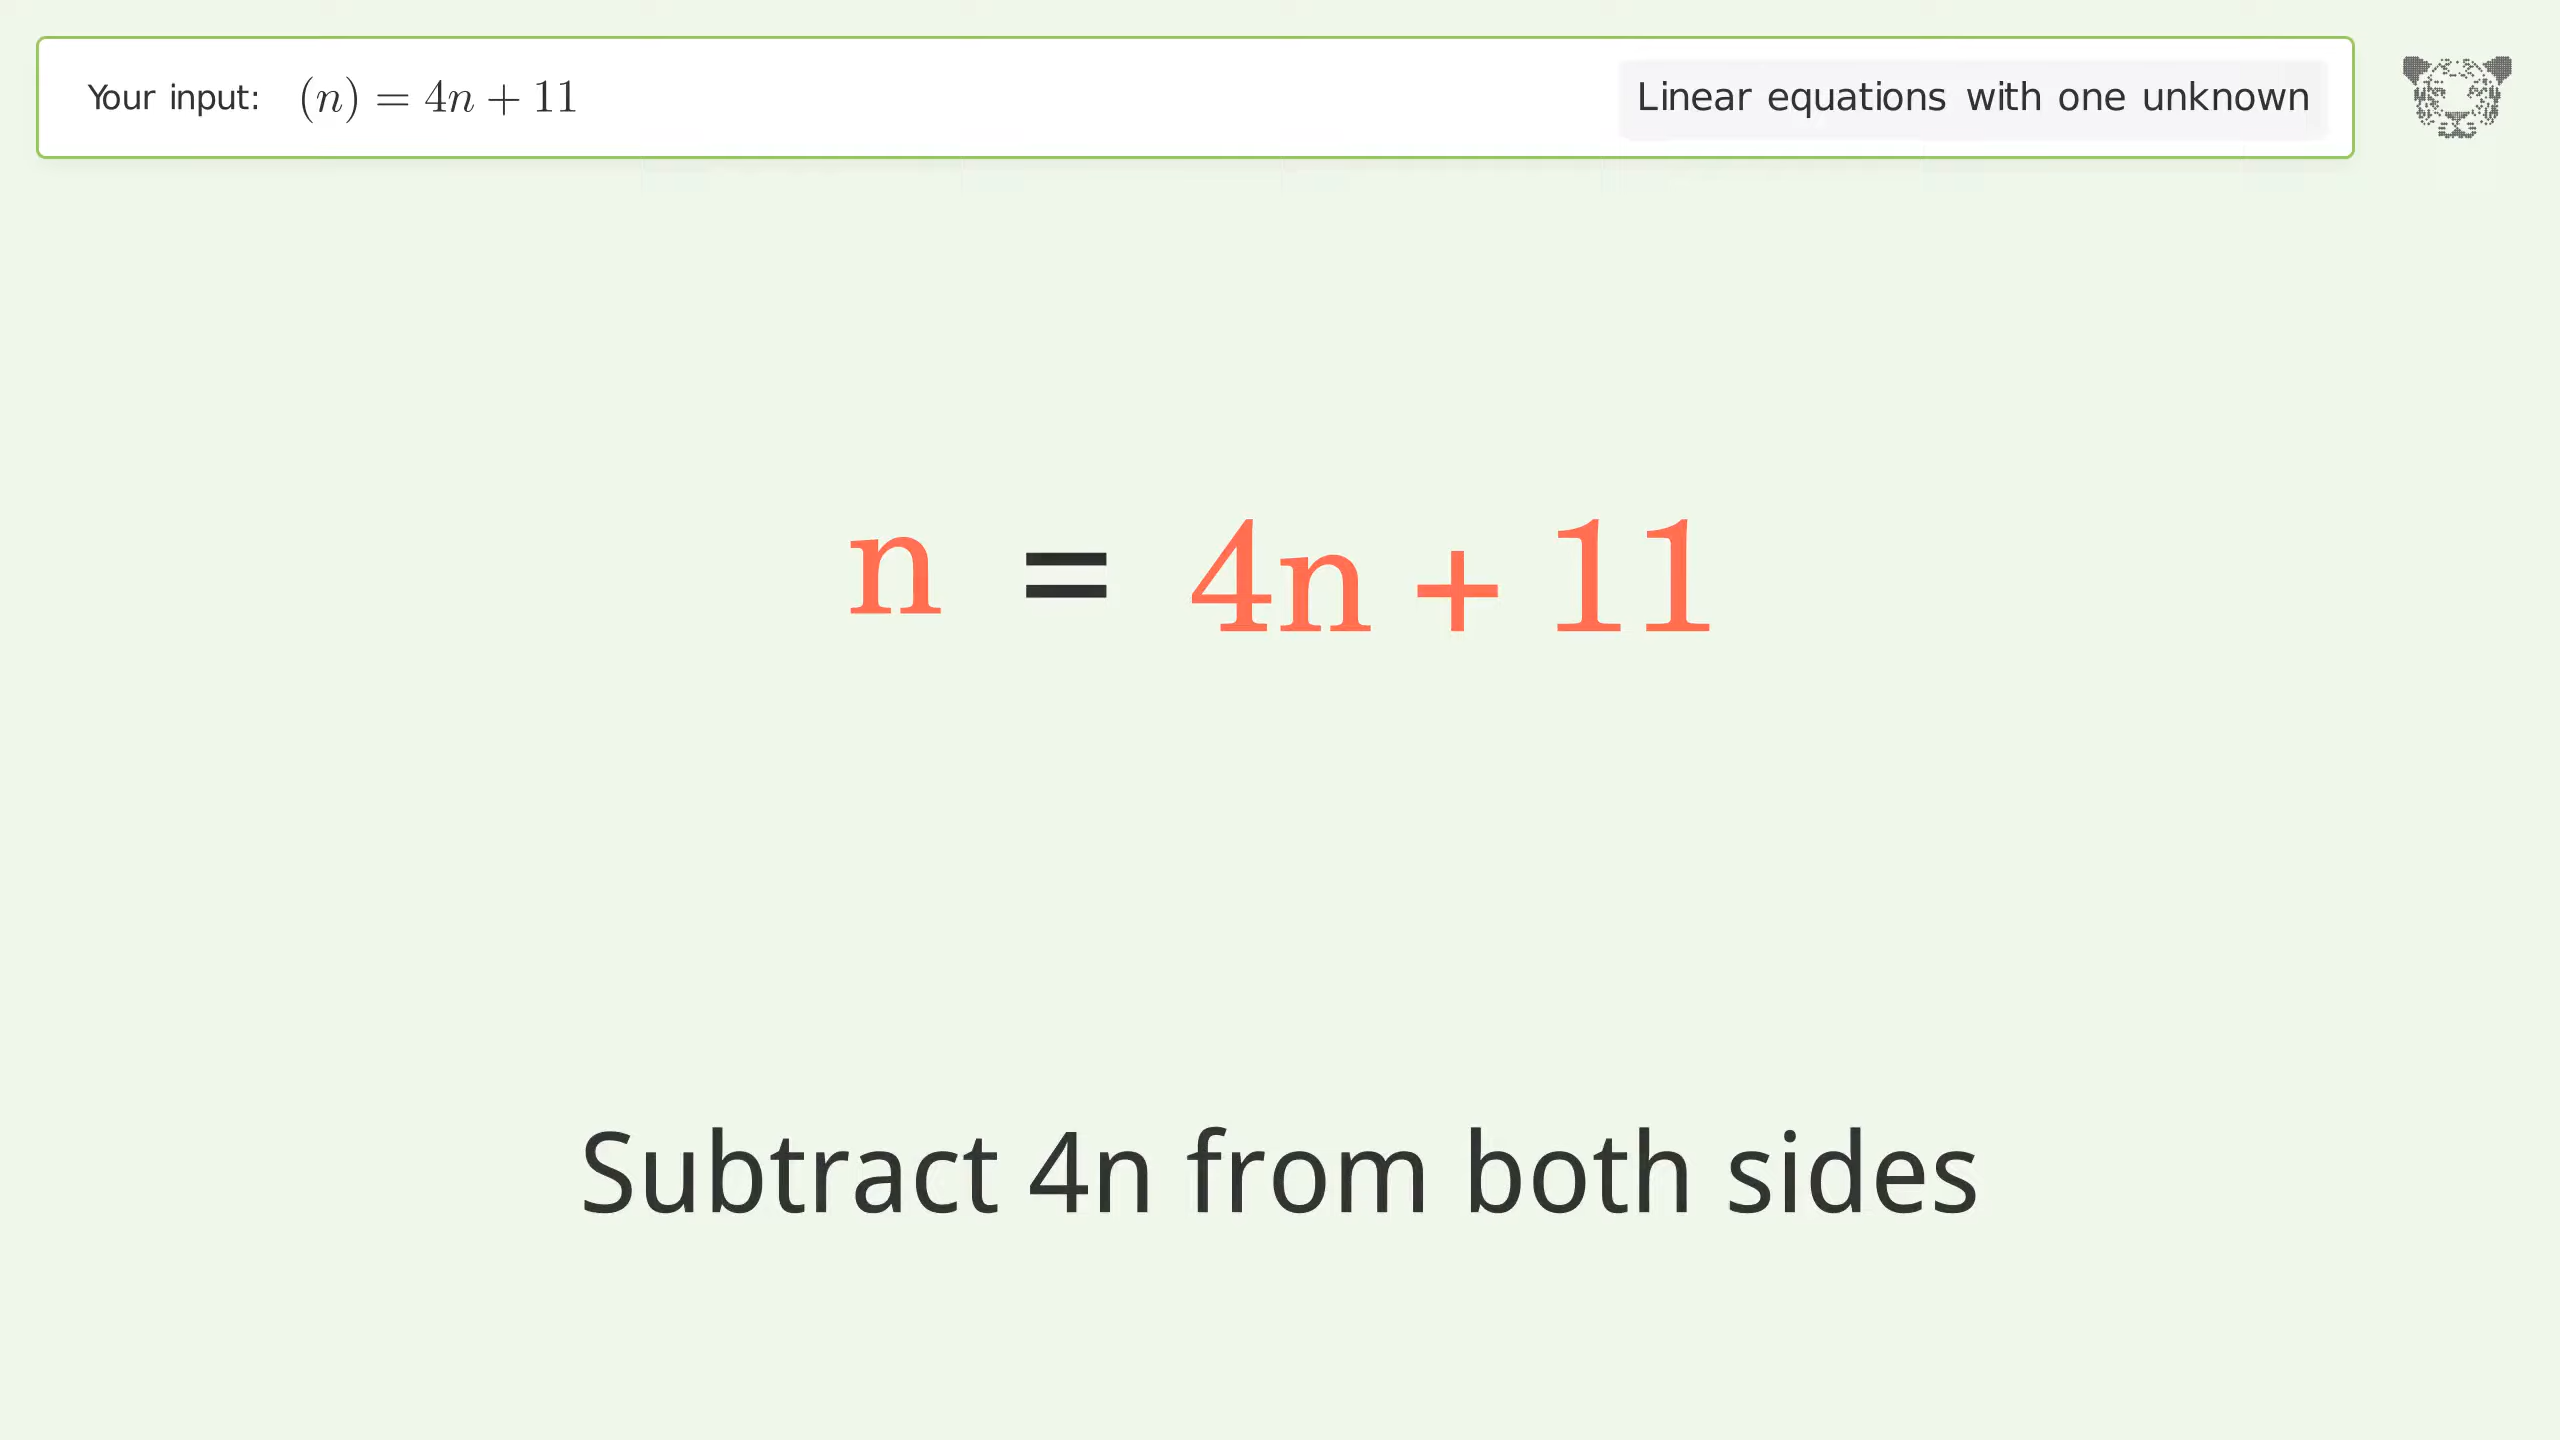 Your input: (n) = 4n + 11
Linear equations with one unknown
n = 4n + 11
Subtract 4n from both sides